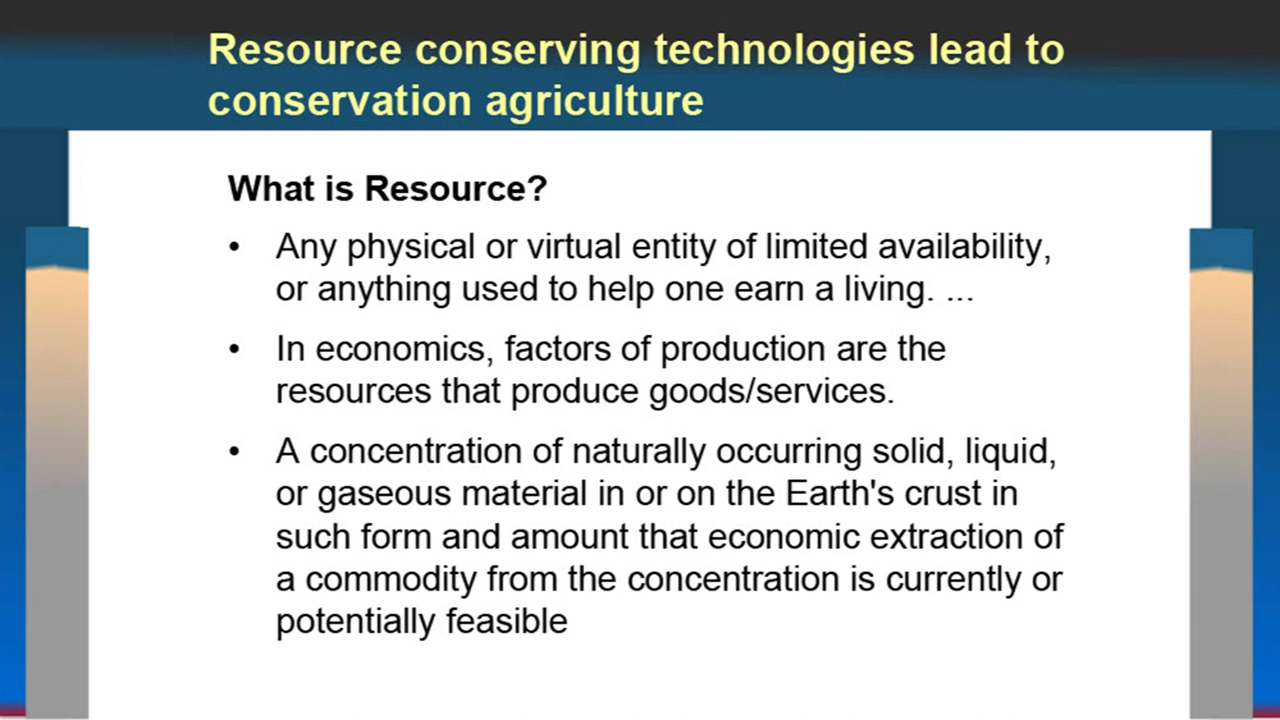 Resource conserving technologies lead to
conservation agriculture
What is Resource?
• Any physical or virtual entity of limited availability,
or anything used to help one earn a living. ...
• In economics, factors of production are the
resources that produce goods/services.
• A concentration of naturally occurring solid, liquid,
or gaseous material in or on the Earth's crust in
such form and amount that economic extraction of
a commodity from the concentration is currently or
potentially feasible